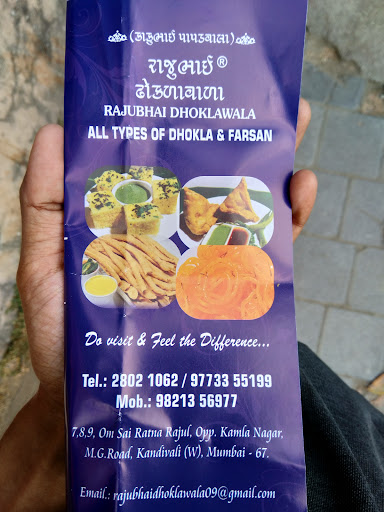 (કાકુભાઈ પાપડવાલા)
રાજુભાઈ ®
ઢોકળાવાળા
RAJUBHAI DHOKLAWALA
ALL TYPES OF DHOKLA & FARSAN
Do visit & Feel the Difference...
Tel.: 2802 1062 / 97733 55199
Mob.: 98213 56977
7,8,9, Om Sai Ratna Rajul, Opp. Kamla Nagar,
M.G.Road, Kandivali (W), Mumbai - 67.
Email.: rajubhaidhoklawala09@gmail.com